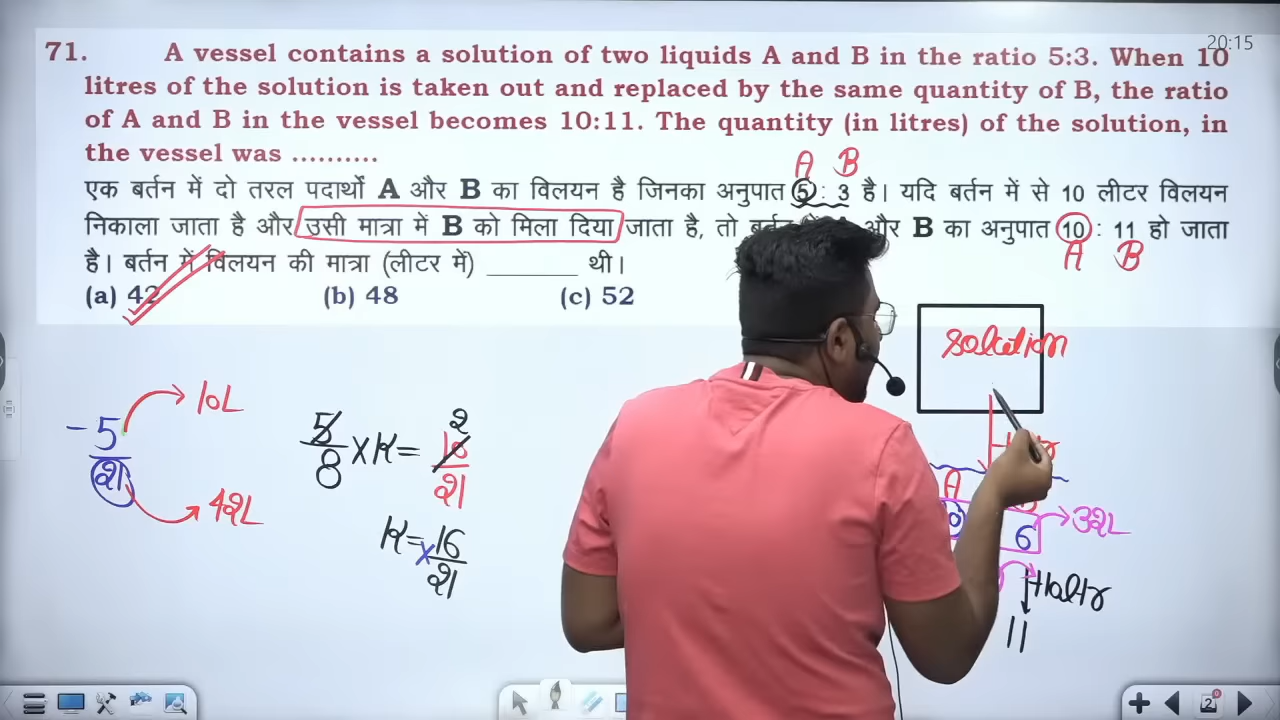 20:15
71. A vessel contains a solution of two liquids A and B in the ratio 5:3. When 10
litres of the solution is taken out and replaced by the same quantity of B, the ratio
of A and B in the vessel becomes 10:11. The quantity (in litres) of the solution, in
the vessel was ..........
A B
एक बर्तन में दो तरल पदार्थों A और B का विलयन है जिनका अनुपात 5 : 3 है। यदि बर्तन में से 10 लीटर विलयन
निकाला जाता है और उसी मात्रा में B को मिला दिया जाता है, तो और B का अनुपात 10 : 11 हो जाता
A B
है। बर्तन में विलयन की मात्रा (लीटर में) ________ थी।
(a) 42 (b) 48 (c) 52
Solution
-5/21
10L
42L
5/8 × K = 10/21
2
K = 16/21
A
6
32L
+10ltr
11
2